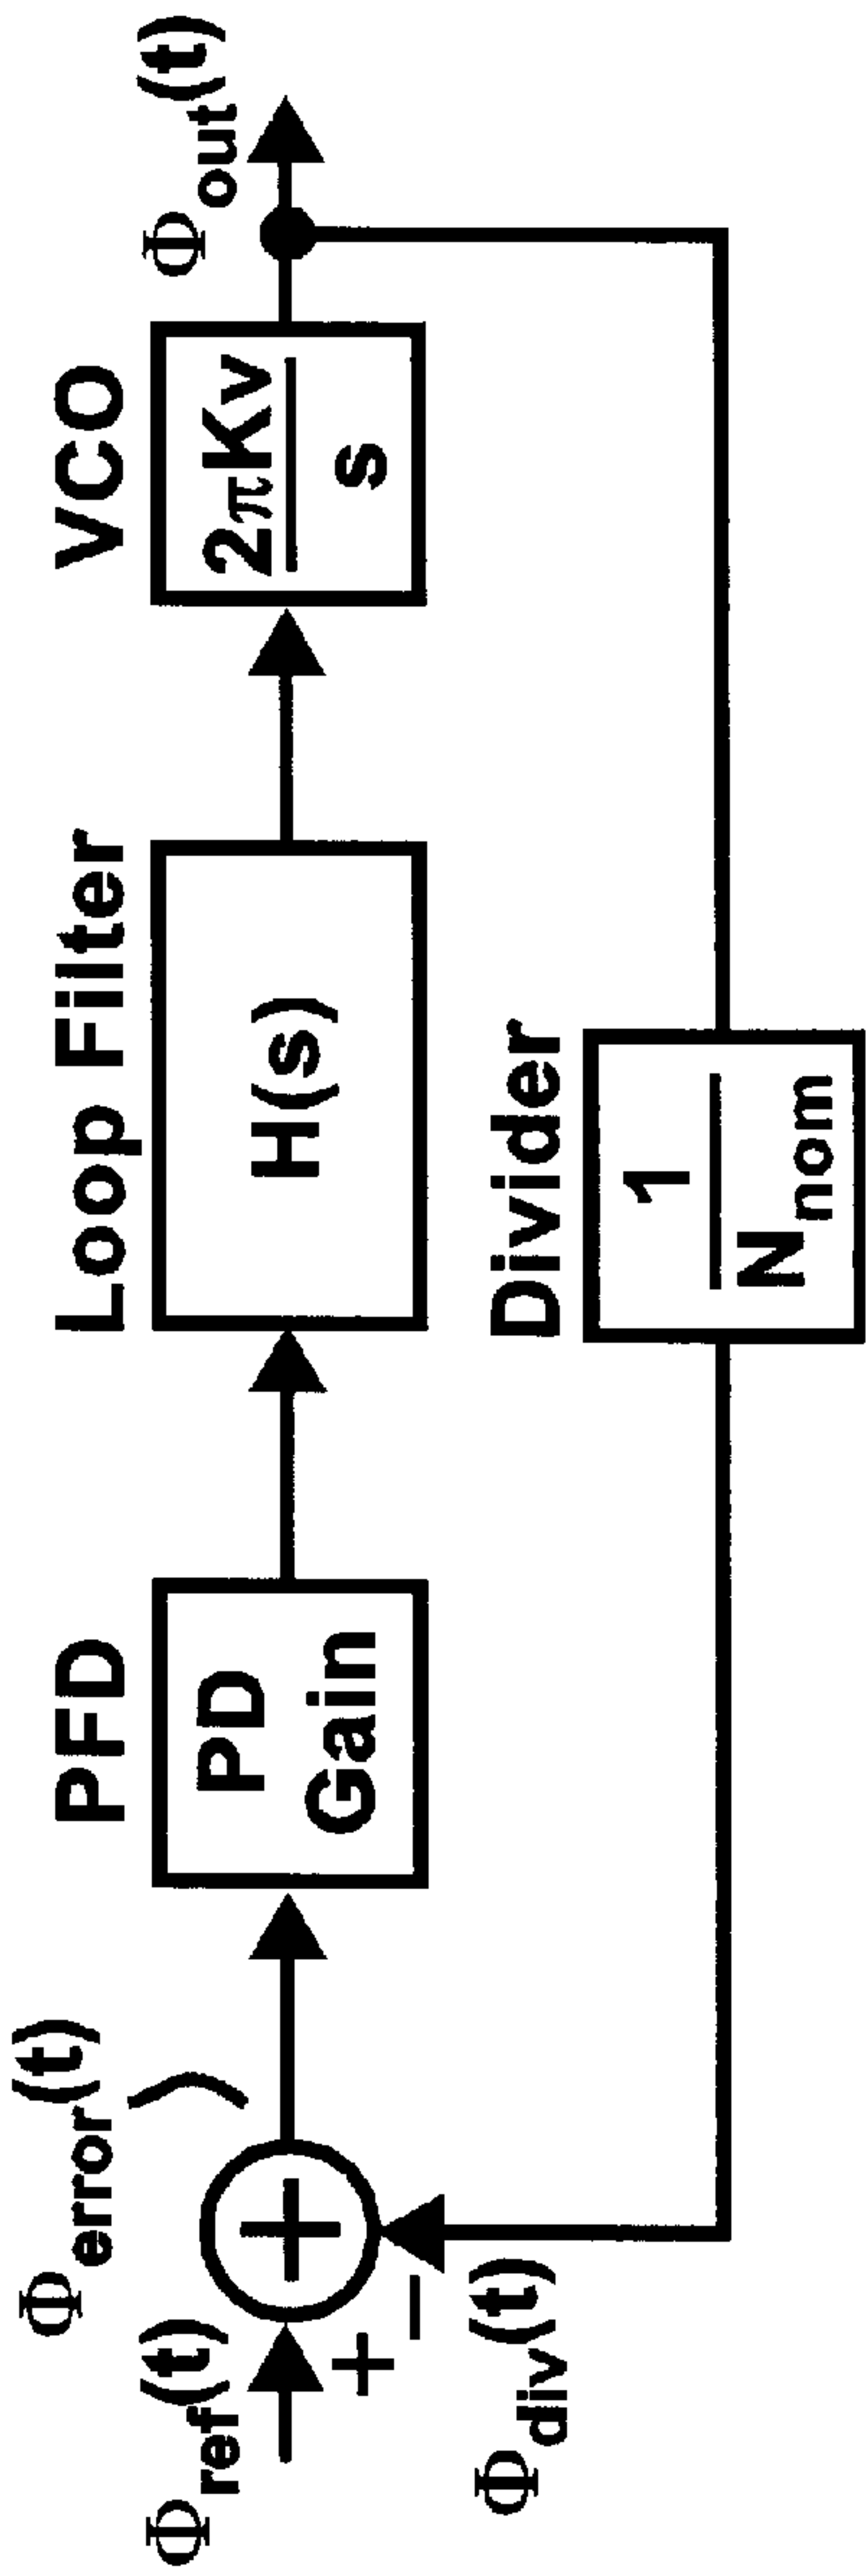 Φerror(t)
PFD
Loop Filter
VCO
Φref(t)
+
PD
Gain
H(s)
2πKv
s
Φout(t)
+
−
Φdiv(t)
Divider
1
Nnom